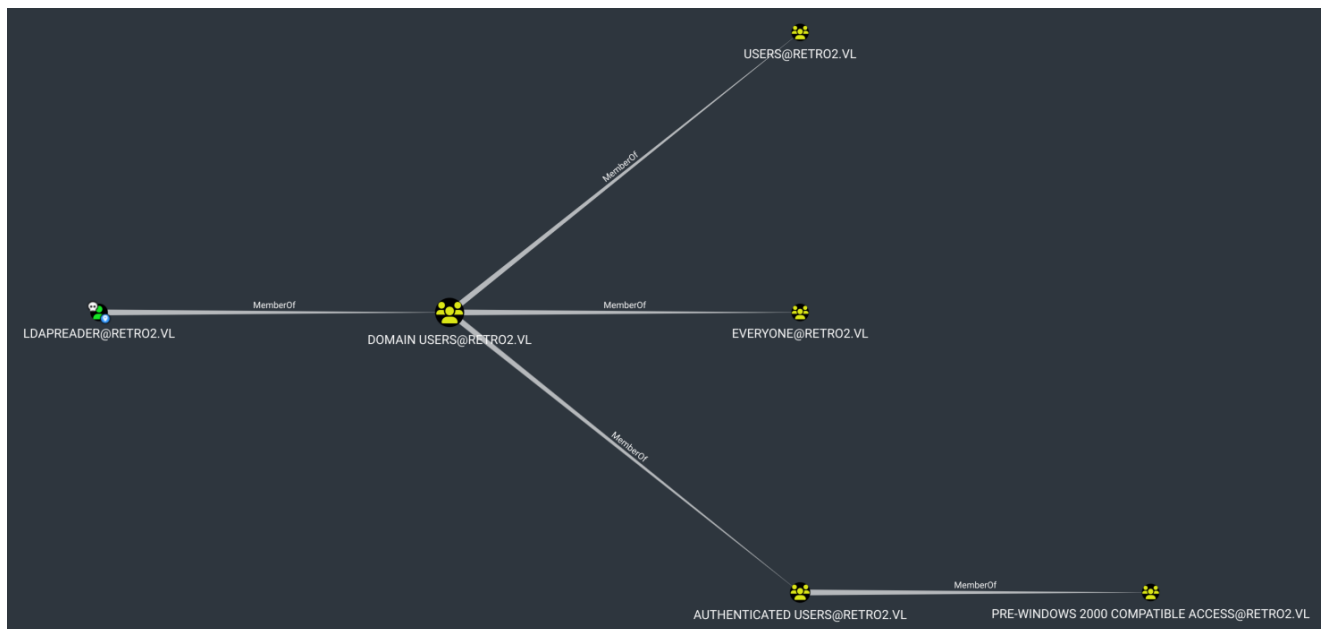 USERS@RETRO2.VL
MemberOf
MemberOf
MemberOf
LDAPREADER@RETRO2.VL
DOMAIN USERS@RETRO2.VL
EVERYONE@RETRO2.VL
MemberOf
MemberOf
AUTHENTICATED USERS@RETRO2.VL
PRE-WINDOWS 2000 COMPATIBLE ACCESS@RETRO2.VL